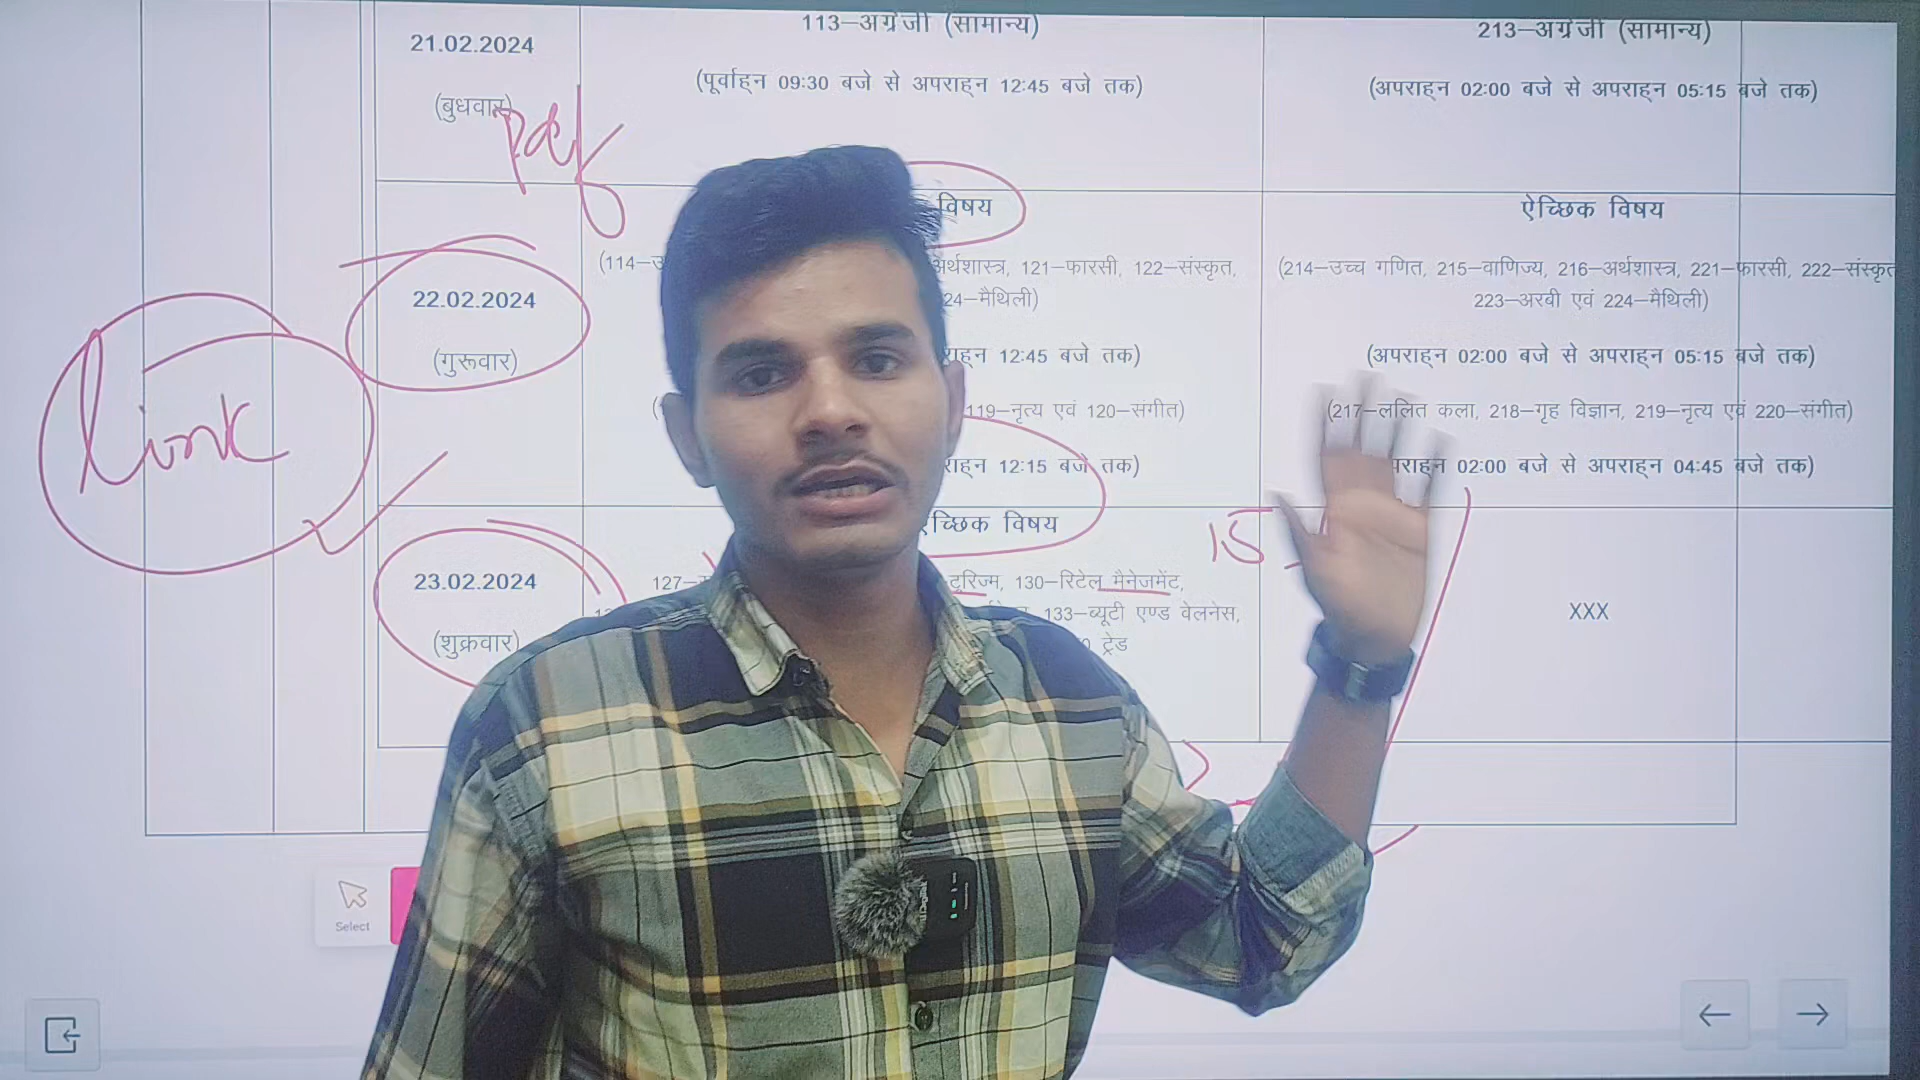 113–अंग्रेजी (सामान्य)
213–अंग्रेजी (सामान्य)
21.02.2024
(पूर्वाह्न 09:30 बजे से अपराह्न 12:45 बजे तक)
(अपराह्न 02:00 बजे से अपराह्न 05:15 बजे तक)
(बुधवार)
pdf
विषय
ऐच्छिक विषय
(114–उ
अर्थशास्त्र, 121–फारसी, 122–संस्कृत,
(214–उच्च गणित, 215–वाणिज्य, 216–अर्थशास्त्र, 221–फारसी, 222–संस्कृत
22.02.2024
24–मैथिली)
223–अरबी एवं 224–मैथिली)
(गुरूवार)
राह्न 12:45 बजे तक)
(अपराह्न 02:00 बजे से अपराह्न 05:15 बजे तक)
119–नृत्य एवं 120–संगीत)
(217–ललित कला, 218–गृह विज्ञान, 219–नृत्य एवं 220–संगीत)
link
राह्न 12:15 बजे तक)
पराह्न 02:00 बजे से अपराह्न 04:45 बजे तक)
ऐच्छिक विषय
15
23.02.2024
127–
टूरिज्म, 130–रिटेल मैनेजमेंट,
133–ब्यूटी एण्ड वेलनेस,
XXX
(शुक्रवार)
ट्रेड
Select